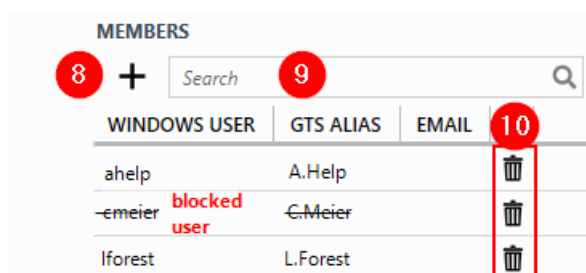 MEMBERS
8 Search 9
WINDOWS USER GTS ALIAS EMAIL 10
ahelp A.Help
cmeier blocked user C.Meier
lforest L.Forest